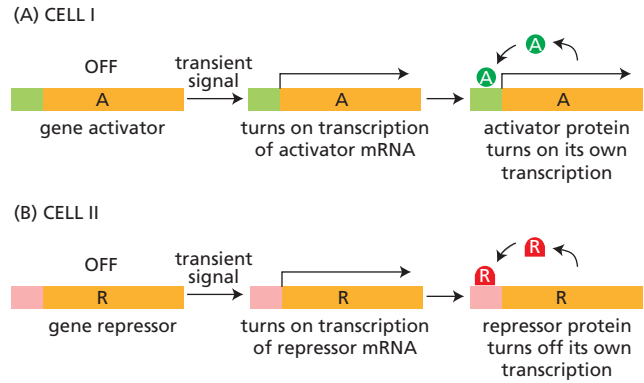 (A) CELL I
OFF
transient
signal
A
A
A
A
A
gene activator
turns on transcription
of activator mRNA
activator protein
turns on its own
transcription
(B) CELL II
OFF
transient
signal
R
R
R
R
R
gene repressor
turns on transcription
of repressor mRNA
repressor protein
turns off its own
transcription